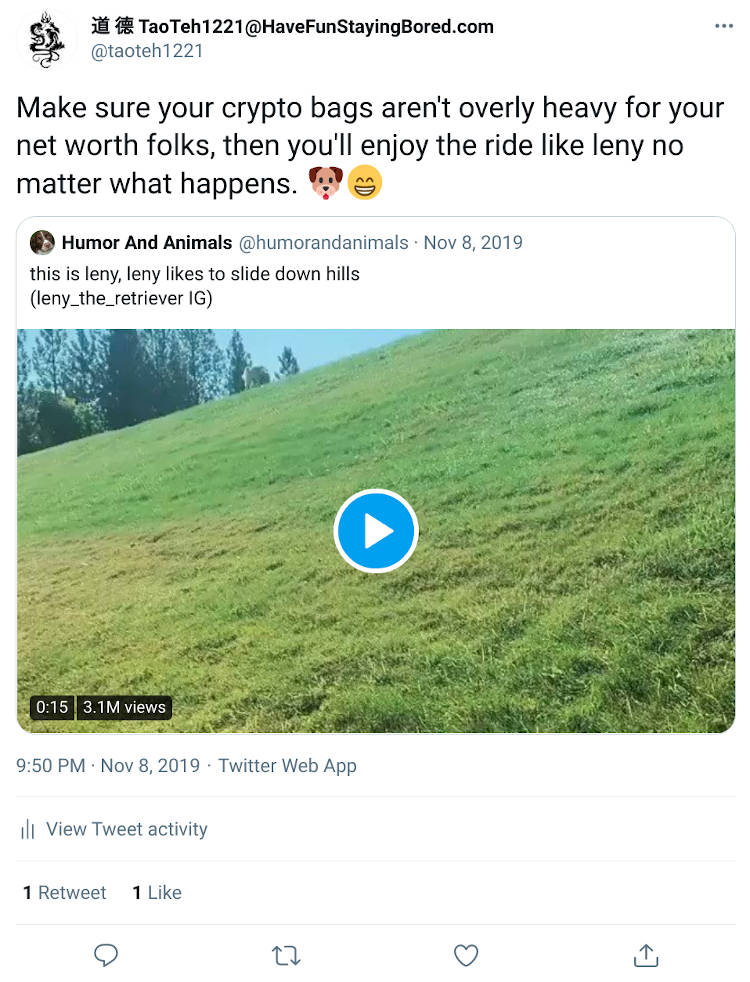 道 德 TaoTeh1221@HaveFunStayingBored.com
@taoteh1221
Make sure your crypto bags aren't overly heavy for your
net worth folks, then you'll enjoy the ride like leny no
matter what happens. 🐶😁
Humor And Animals @humorandanimals · Nov 8, 2019
this is leny, leny likes to slide down hills
(leny_the_retriever IG)
0:15 3.1M views
9:50 PM · Nov 8, 2019 · Twitter Web App
View Tweet activity
1 Retweet 1 Like